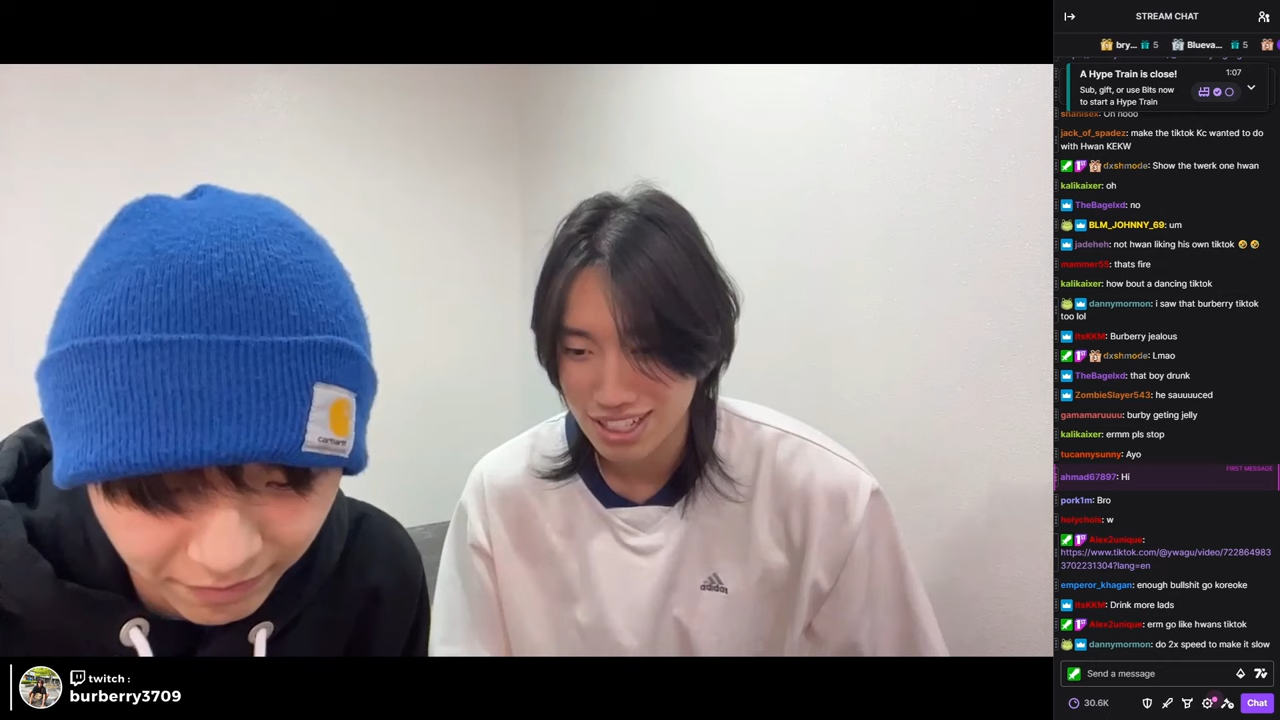 STREAM CHAT
bry... 5 Blueva... 5
A Hype Train is close! 1:07
Sub, gift, or use Bits now
to start a Hype Train
shanisex: Oh nooo
jack_of_spadez: make the tiktok Kc wanted to do
with Hwan KEKW
dxshmode: Show the twerk one hwan
kalikaixer: oh
TheBagelxd: no
BLM_JOHNNY_69: um
jadeheh: not hwan liking his own tiktok
mammer55: thats fire
kalikaixer: how bout a dancing tiktok
dannymormon: i saw that burberry tiktok
too lol
ItsKKM: Burberry jealous
dxshmode: Lmao
TheBagelxd: that boy drunk
ZombieSlayer543: he sauuuuced
gamamaruuuu: burby geting jelly
kalikaixer: ermm pls stop
tucannysunny: Ayo
FIRST MESSAGE
ahmad67897: Hi
pork1m: Bro
holychois: w
Alex2unique:
https://www.tiktok.com/@ywagu/video/722864983
3702231304?lang=en
emperor_khagan: enough bullshit go koreoke
ItsKKM: Drink more lads
Alex2unique: erm go like hwans tiktok
dannymormon: do 2x speed to make it slow
Send a message
30.6K
Chat
carhartt
adidas
twitch :
burberry3709